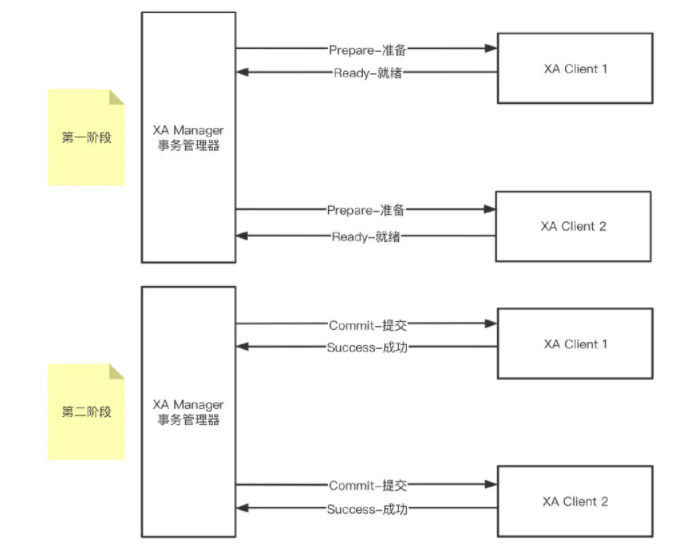 Prepare-准备
XA Client 1
Ready-就绪
第一阶段
XA Manager
事务管理器
Prepare-准备
XA Client 2
Ready-就绪
Commit-提交
XA Client 1
Success-成功
第二阶段
XA Manager
事务管理器
Commit-提交
XA Client 2
Success-成功